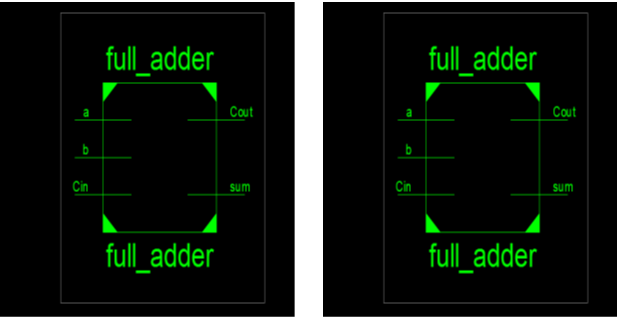 full_adder
a
Cout
b
Cin
sum
full_adder
full_adder
a
Cout
b
Cin
sum
full_adder